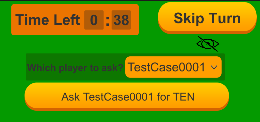 Time Left 0 : 38
Skip Turn
Which player to ask? TestCase0001
Ask TestCase0001 for TEN